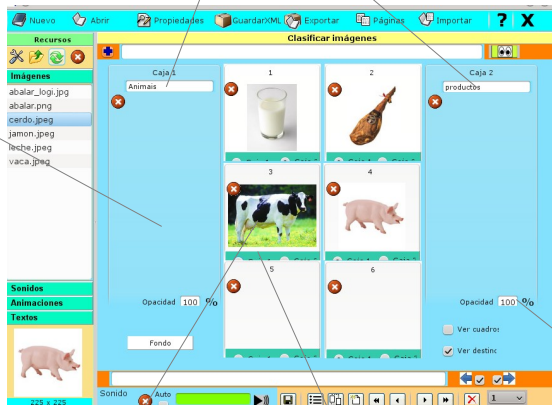 Nuevo Abrir Propiedades GuardarXML Exportar Páginas Importar ? X
Recursos
Clasificar imágenes
Imágenes
abalar_logi.jpg
abalar.png
cerdo.jpeg
jamon.jpeg
leche.jpeg
vaca.jpeg
Sonidos
Animaciones
Textos
225 x 225
Caja 1
Animais
Opacidad 100 %
Fondo
1
2
3
4
5
6
Caja 2
productos
Opacidad 100 %
Ver cuadro
Ver destino
Sonido
Auto
1